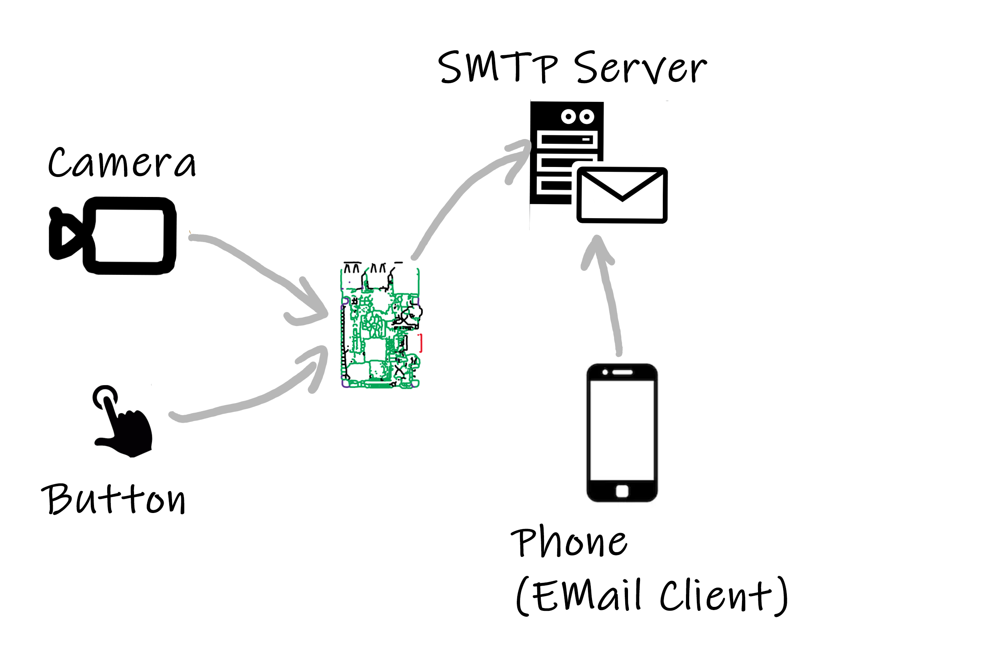 SMTP Server
Camera
Button
Phone
(EMail Client)